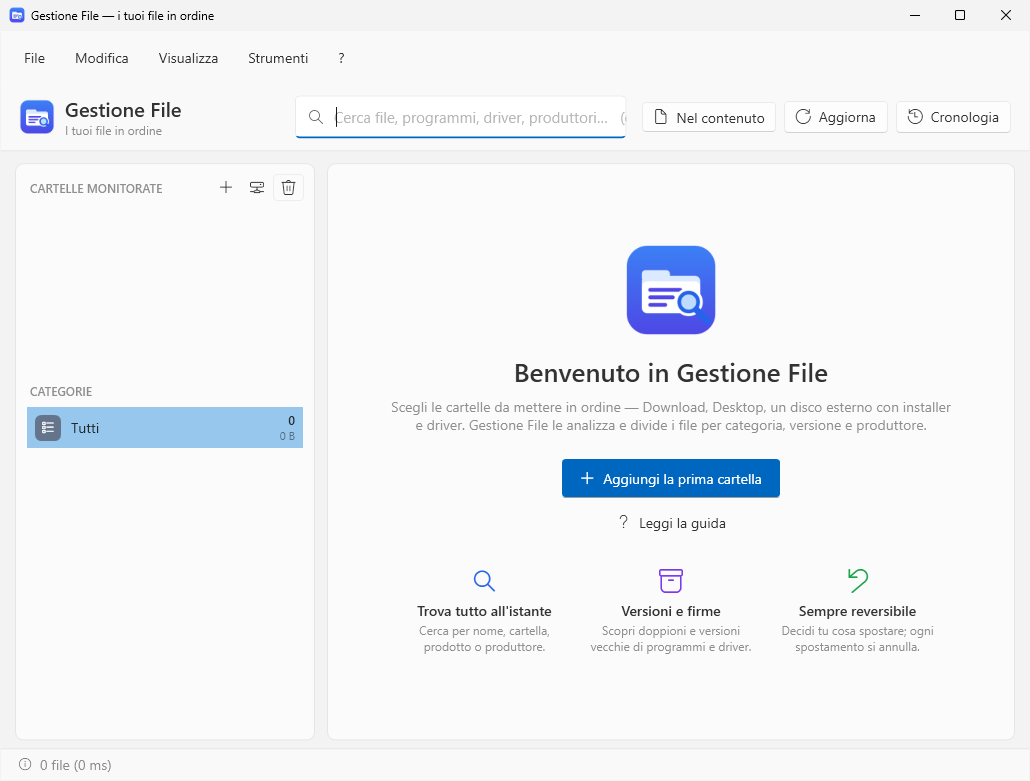 Gestione File — i tuoi file in ordine
File Modifica Visualizza Strumenti ?
Gestione File
I tuoi file in ordine
Cerca file, programmi, driver, produttori...
Nel contenuto
Aggiorna
Cronologia
CARTELLE MONITORATE
CATEGORIE
Tutti 0
0 B
Benvenuto in Gestione File
Scegli le cartelle da mettere in ordine — Download, Desktop, un disco esterno con installer
e driver. Gestione File le analizza e divide i file per categoria, versione e produttore.
Aggiungi la prima cartella
? Leggi la guida
Trova tutto all'istante
Cerca per nome, cartella,
prodotto o produttore.
Versioni e firme
Scopri doppioni e versioni
vecchie di programmi e driver.
Sempre reversibile
Decidi tu cosa spostare; ogni
spostamento si annulla.
0 file (0 ms)